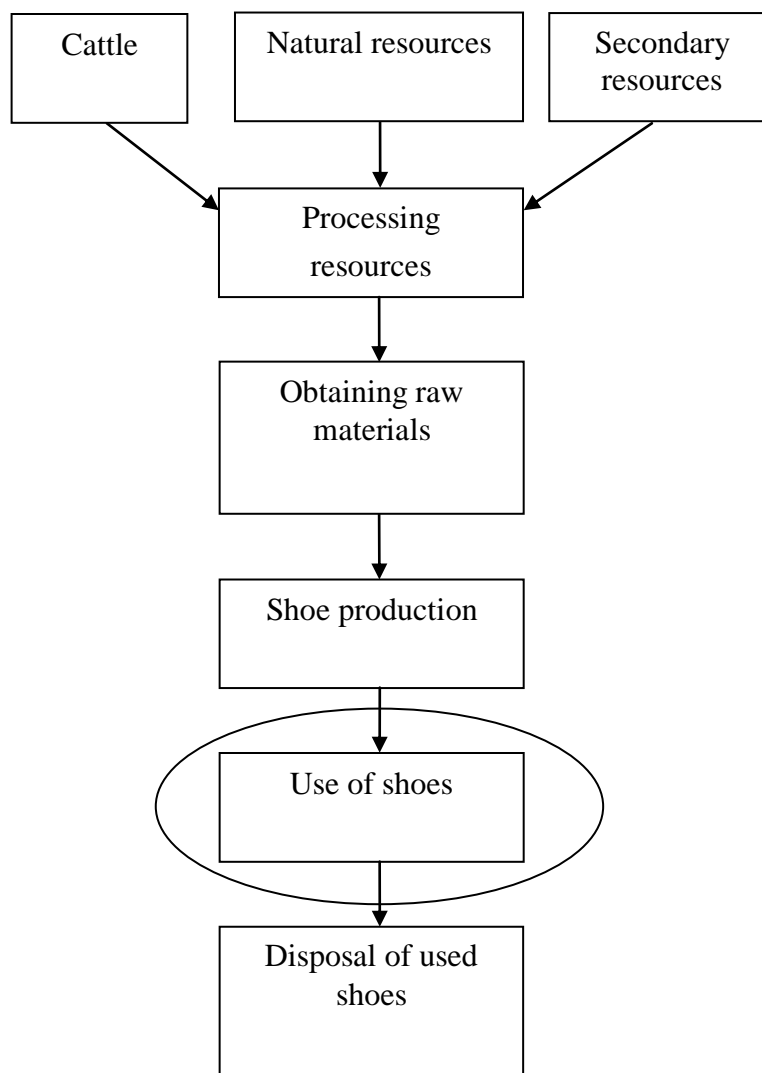 Cattle
Natural resources
Secondary
resources
Processing
resources
Obtaining raw
materials
Shoe production
Use of shoes
Disposal of used
shoes